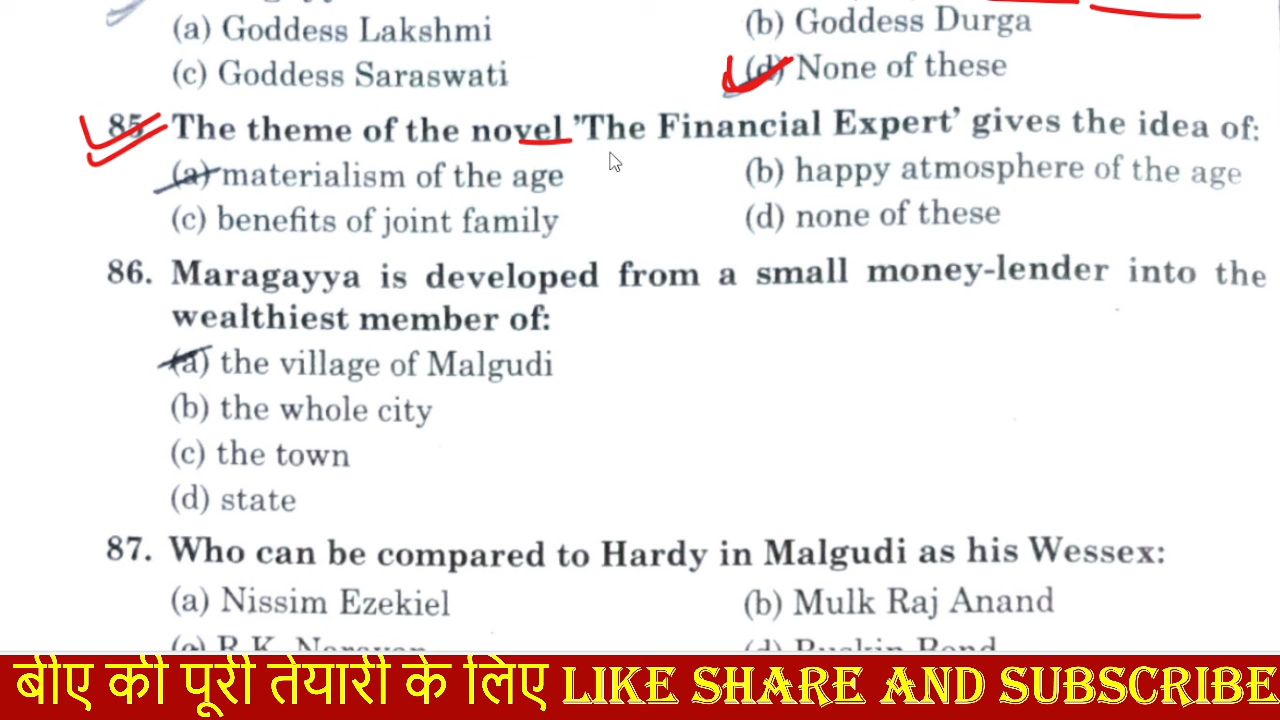 (a) Goddess Lakshmi (b) Goddess Durga
(c) Goddess Saraswati (d) None of these
85. The theme of the novel 'The Financial Expert' gives the idea of:
(a) materialism of the age (b) happy atmosphere of the age
(c) benefits of joint family (d) none of these
86. Maragayya is developed from a small money-lender into the
wealthiest member of:
(a) the village of Malgudi
(b) the whole city
(c) the town
(d) state
87. Who can be compared to Hardy in Malgudi as his Wessex:
(a) Nissim Ezekiel (b) Mulk Raj Anand
(c) R.K. Narayan (d) Ruskin Bond
बीए की पूरी तैयारी के लिए LIKE SHARE AND SUBSCRIBE